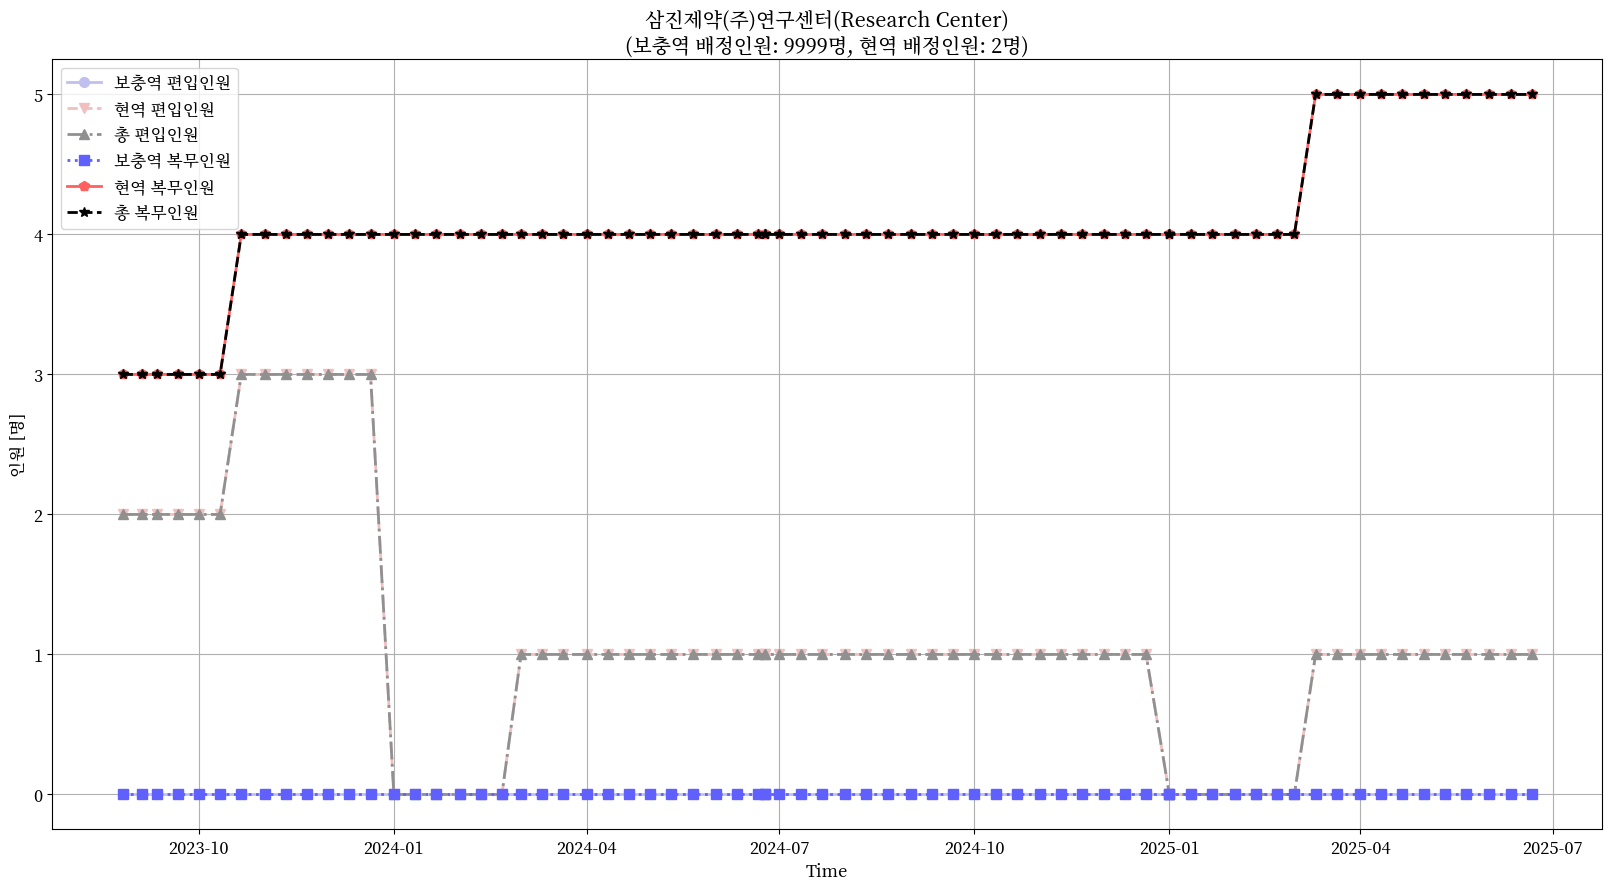 삼진제약(주)연구센터(Research Center)
(보충역 배정인원: 9999명, 현역 배정인원: 2명)
보충역 편입인원
현역 편입인원
총 편입인원
보충역 복무인원
현역 복무인원
총 복무인원
인원 [명]
5
4
3
2
1
0
2023-10
2024-01
2024-04
2024-07
2024-10
2025-01
2025-04
2025-07
Time